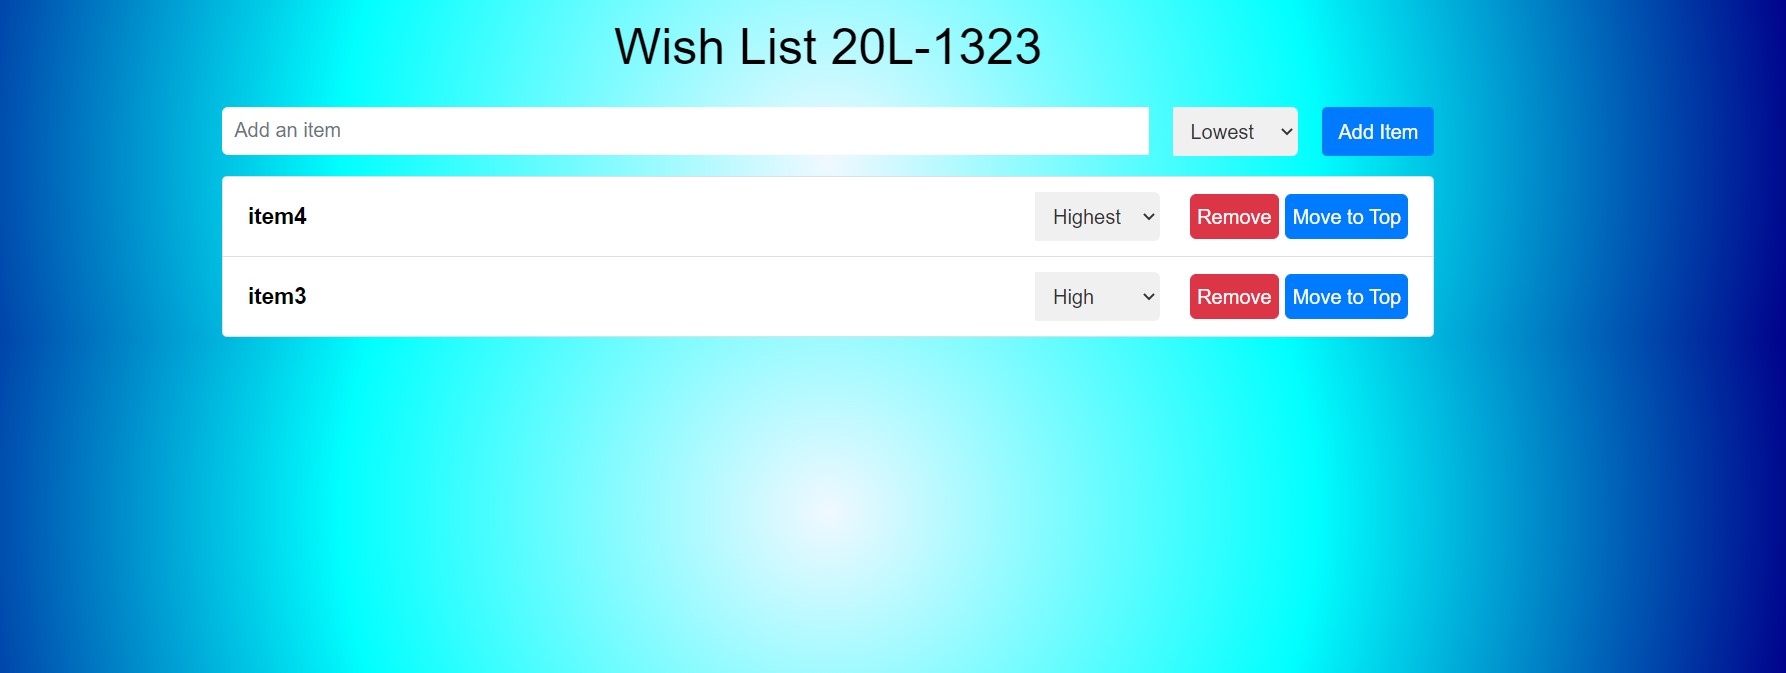 Wish List 20L-1323
Add an item Lowest Add Item
item4 Highest Remove Move to Top
item3 High Remove Move to Top